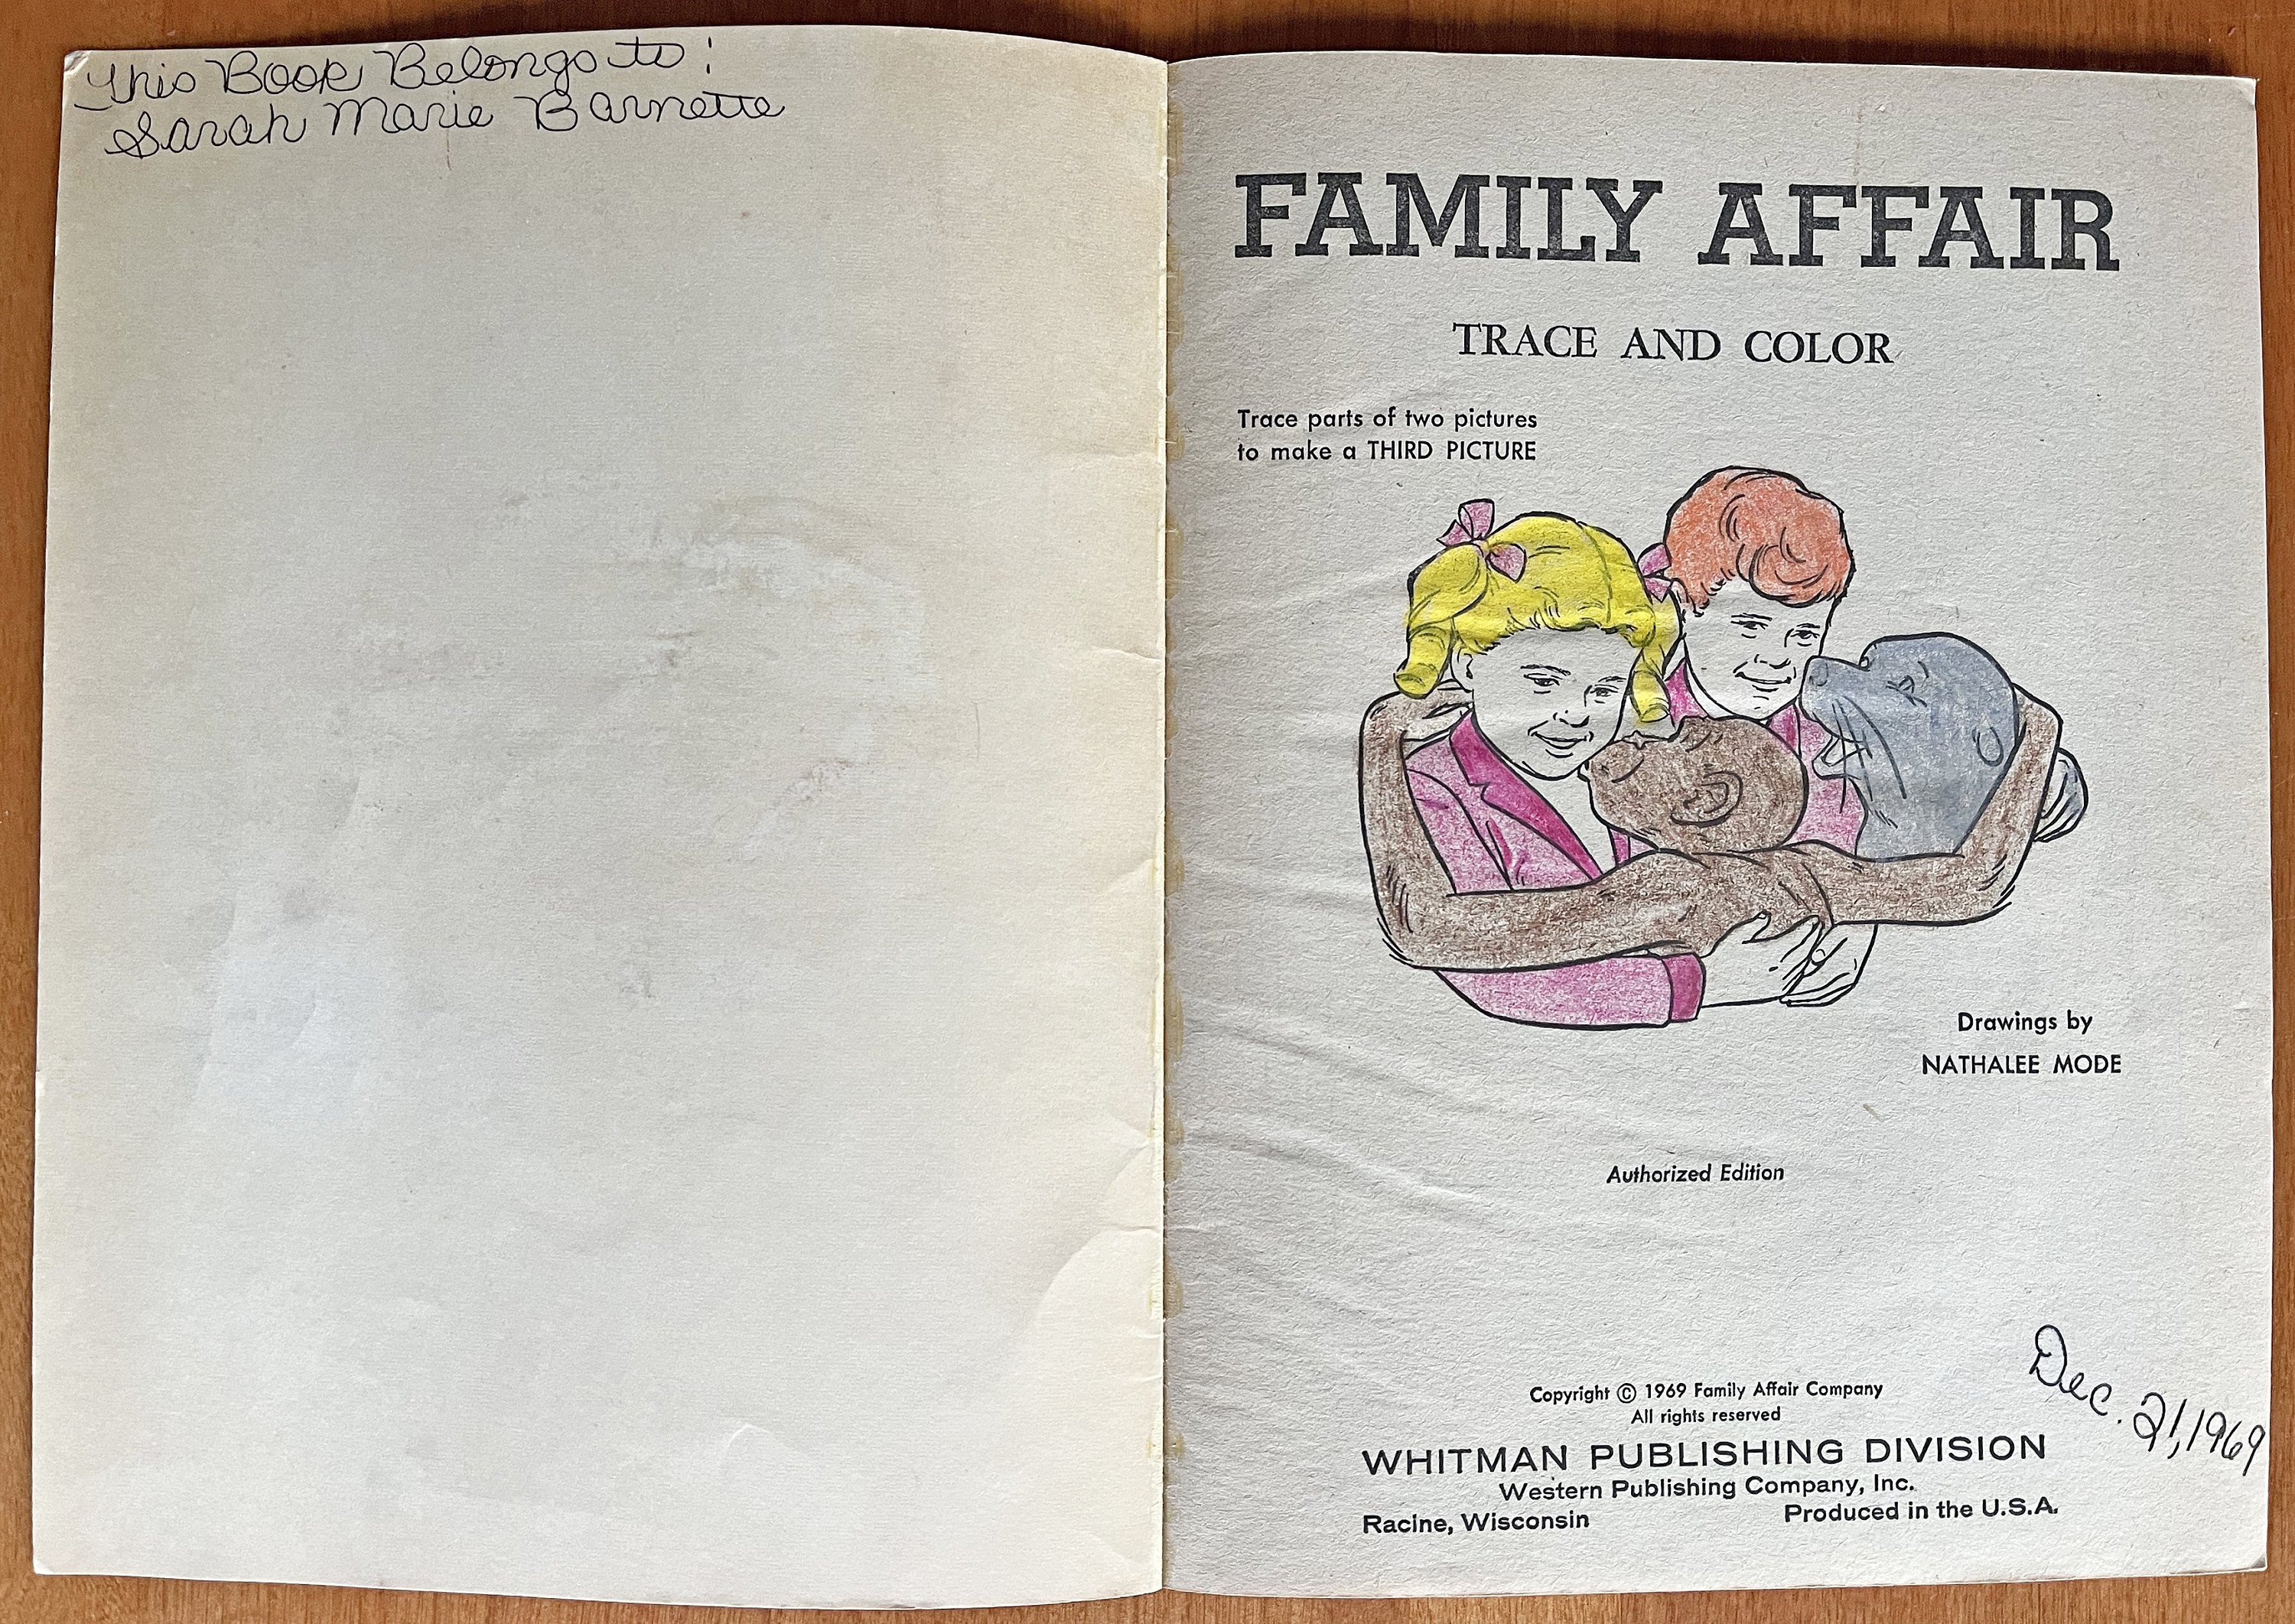 This Book Belongs to:
Sarah Marie Barnette
FAMILY AFFAIR
TRACE AND COLOR
Trace parts of two pictures
to make a THIRD PICTURE
Drawings by
NATHALEE MODE
Authorized Edition
Dec. 21, 1969
Copyright © 1969 Family Affair Company
All rights reserved
WHITMAN PUBLISHING DIVISION
Western Publishing Company, Inc.
Racine, Wisconsin Produced in the U.S.A.